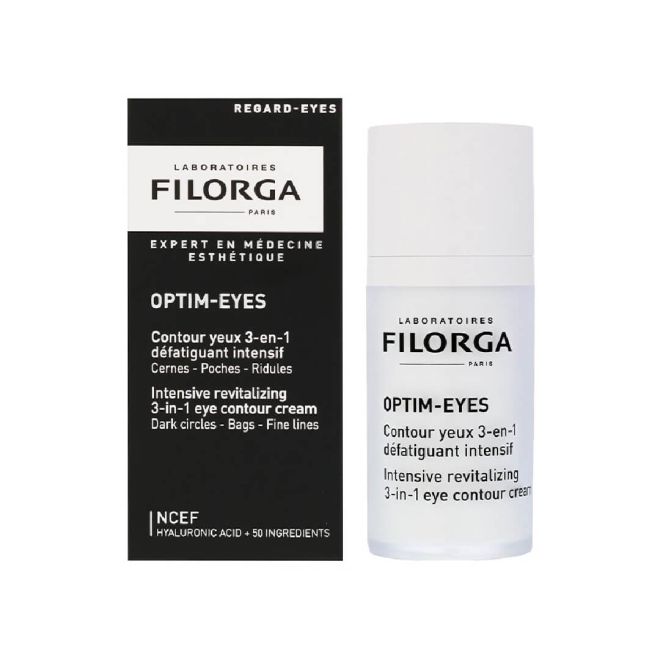 REGARD-EYES
LABORATOIRES
FILORGA
PARIS
EXPERT EN MÉDECINE
ESTHÉTIQUE
OPTIM-EYES
Contour yeux 3-en-1
défatiguant intensif
Cernes - Poches - Ridules
Intensive revitalizing
3-in-1 eye contour cream
Dark circles - Bags - Fine lines
NCEF
HYALURONIC ACID + 50 INGREDIENTS
LABORATOIRES
FILORGA
PARIS
OPTIM-EYES
Contour yeux 3-en-1
défatiguant intensif
Intensive revitalizing
3-in-1 eye contour cream